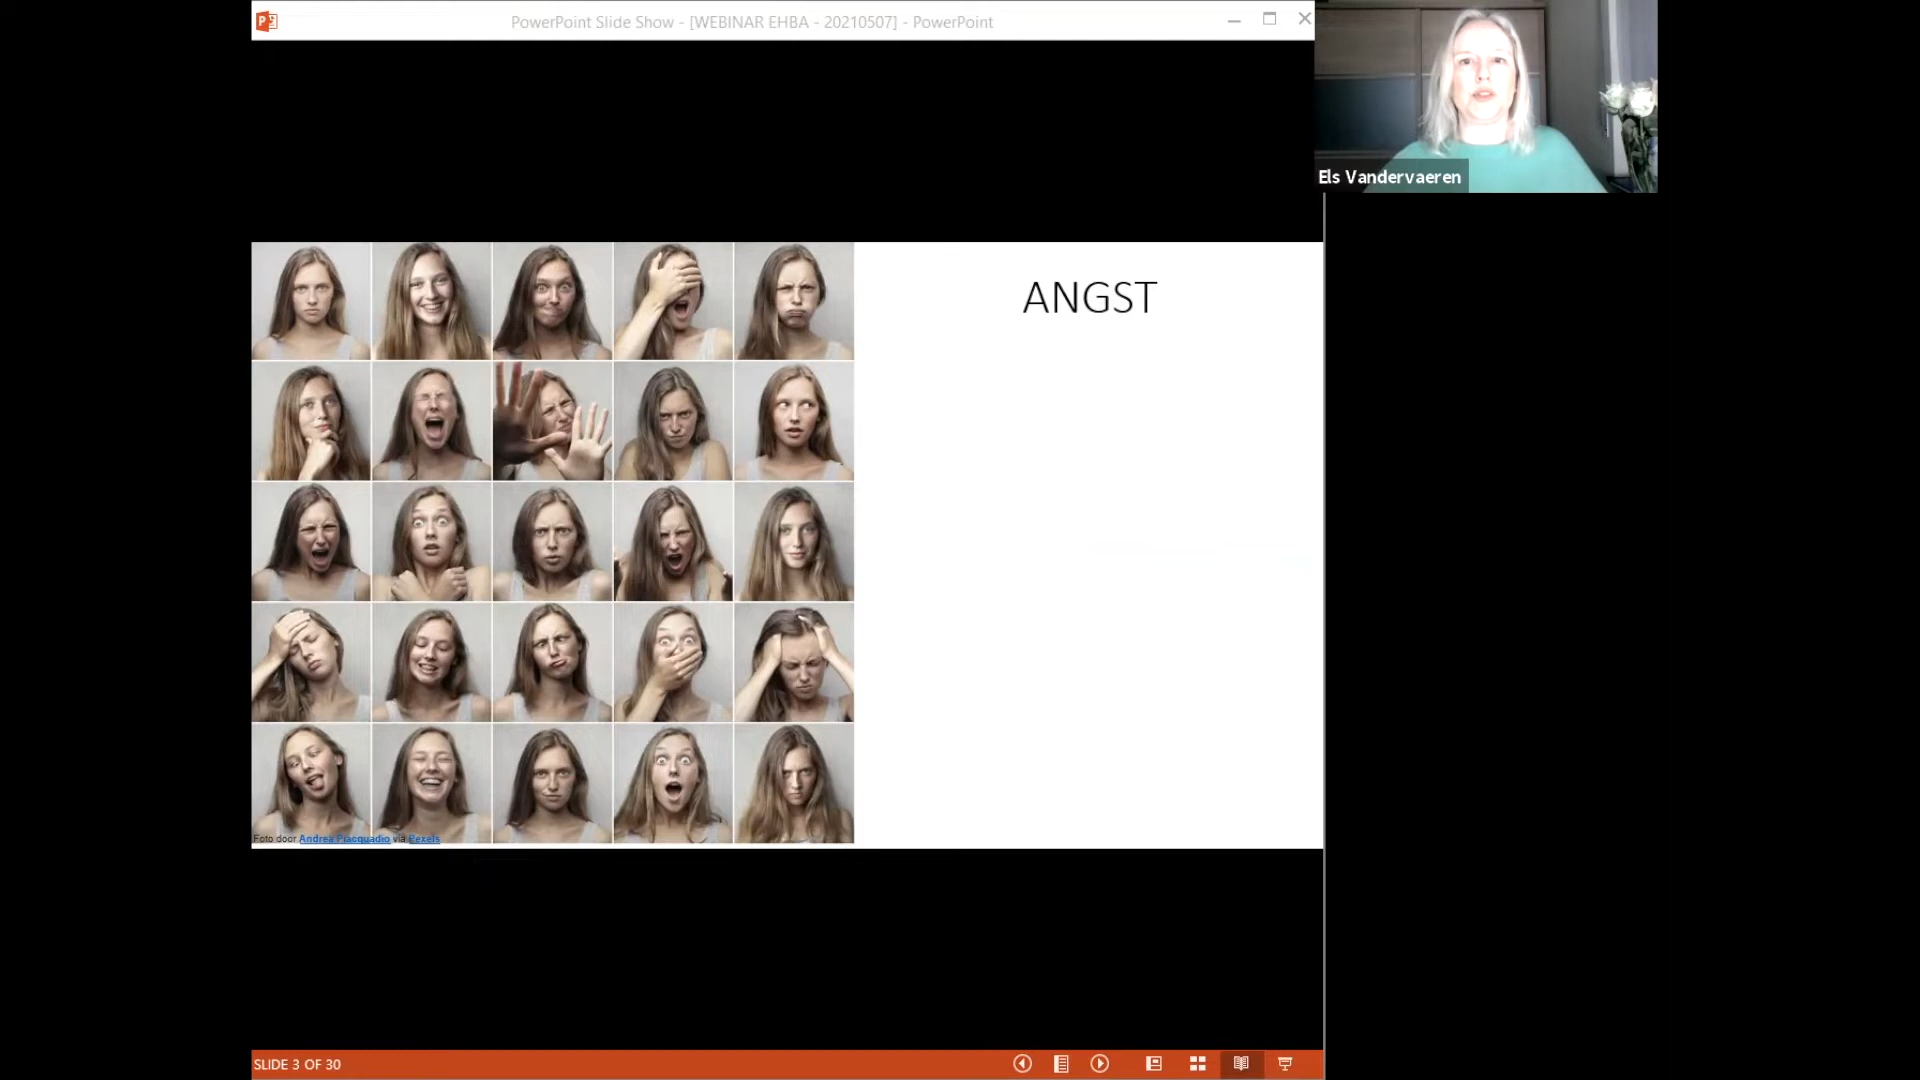 PowerPoint Slide Show - [WEBINAR EHBA - 20210507] - PowerPoint
Els Vandervaeren
ANGST
Foto door Andrea Piacquadio via Pexels
SLIDE 3 OF 30